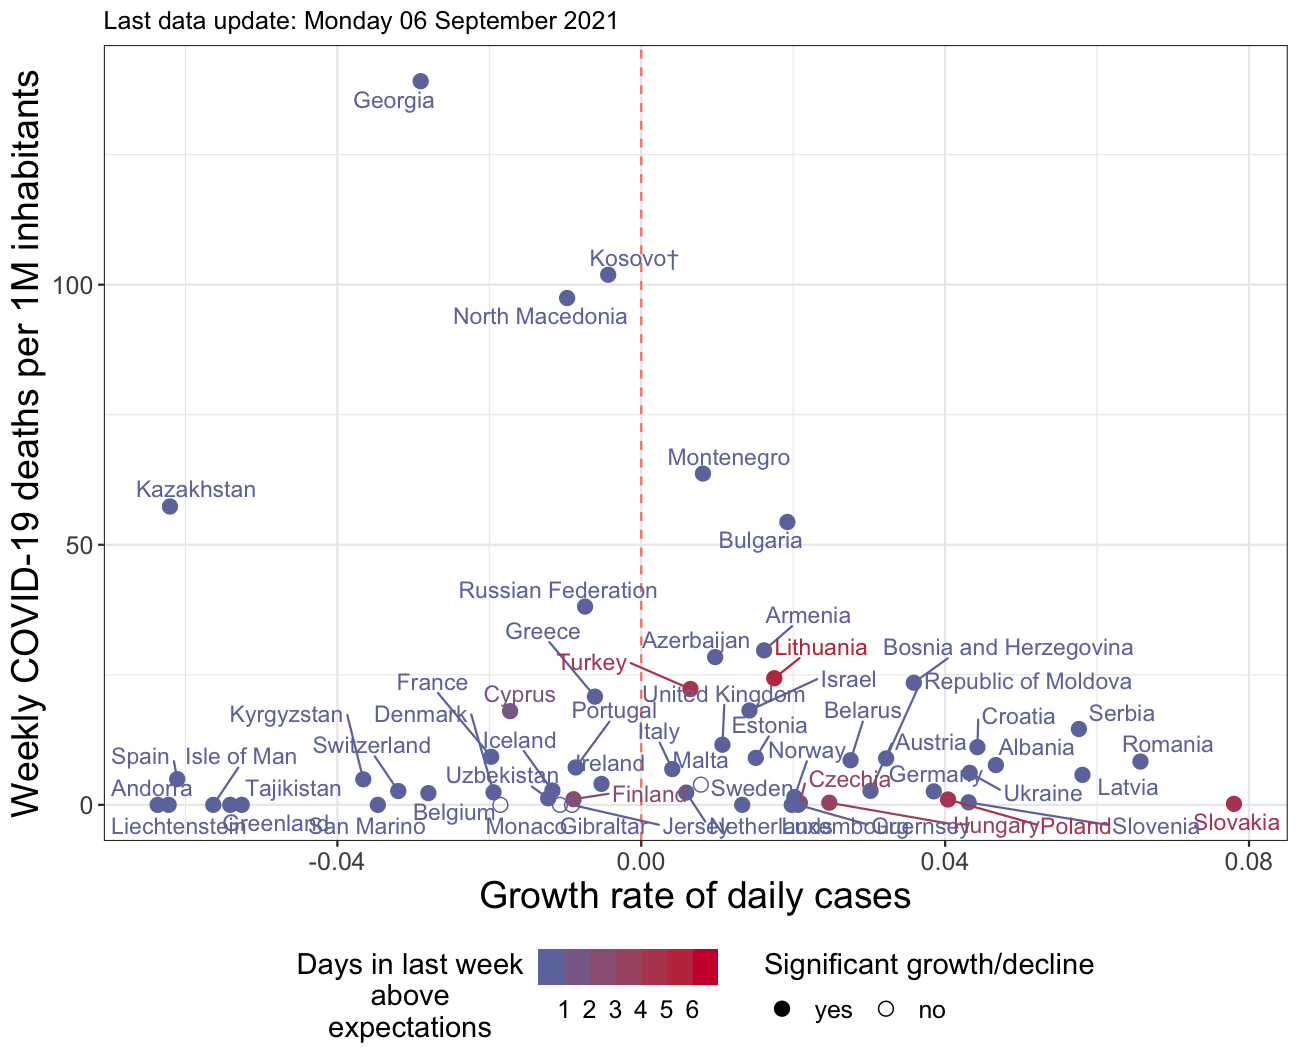 Last data update: Monday 06 September 2021
Weekly COVID-19 deaths per 1M inhabitants
Georgia
Kosovo†
100
North Macedonia
Montenegro
Kazakhstan
Bulgaria
50
Russian Federation
Armenia
Greece
Azerbaijan
Lithuania
Bosnia and Herzegovina
Turkey
Israel
Republic of Moldova
France
Cyprus
United Kingdom
Kyrgyzstan
Denmark
Portugal
Belarus
Croatia
Serbia
Estonia
Italy
Iceland
Switzerland
Austria
Albania
Romania
Spain
Isle of Man
Norway
Malta
Ireland
Uzbekistan
Czechia
Germany
Andorra
Tajikistan
Sweden
Latvia
Ukraine
Finland
0
Belgium
Liechtenstein
Greenland
San Marino
Monaco
Gibraltar
Jersey
Netherlands
Luxembourg
Guernsey
Hungary
Poland
Slovenia
Slovakia
-0.04
0.00
0.04
0.08
Growth rate of daily cases
Days in last week
above
expectations
1 2 3 4 5 6
Significant growth/decline
yes
no